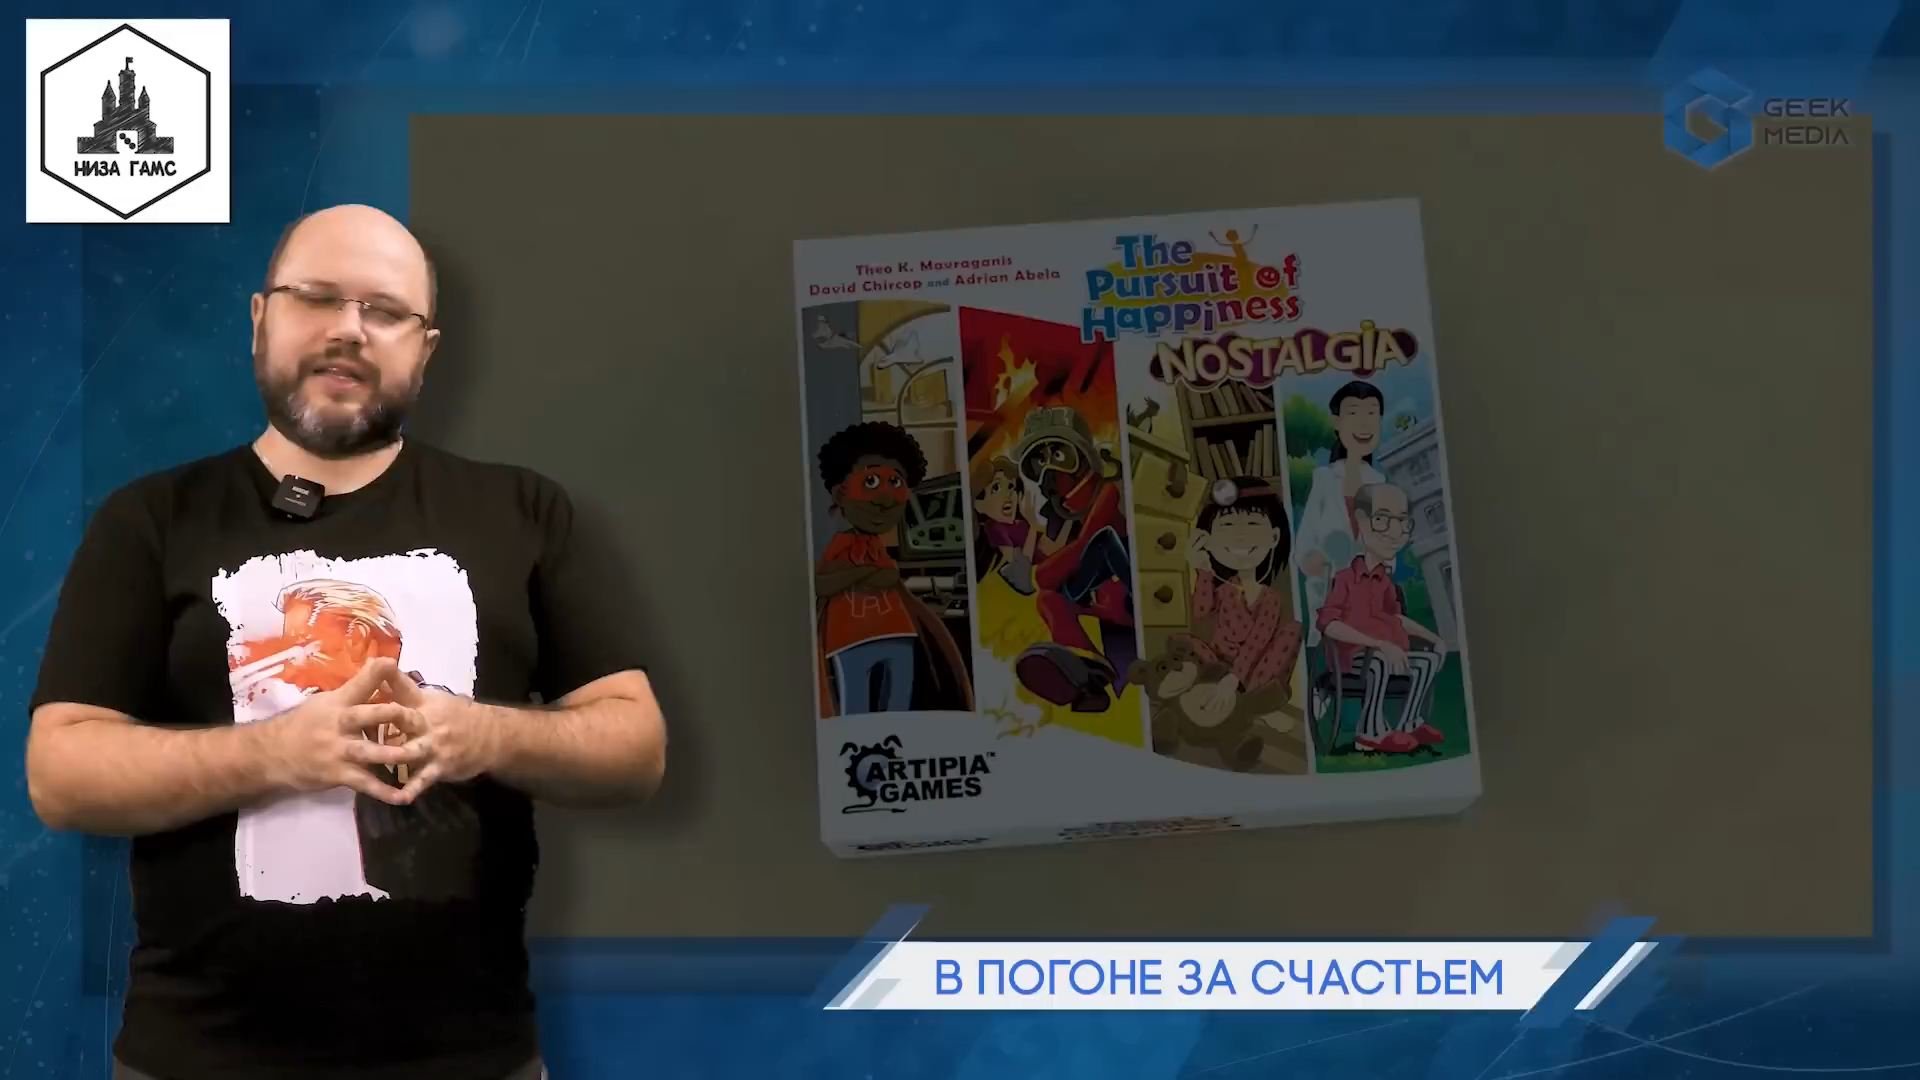 НИЗА ГАМС
GEEK
MEDIA
Theo K. Mavraganis
David Chircop and Adrian Abela
The
Pursuit of
Happiness
NOSTALGIA
ARTIPIA™
GAMES
В ПОГОНЕ ЗА СЧАСТЬЕМ